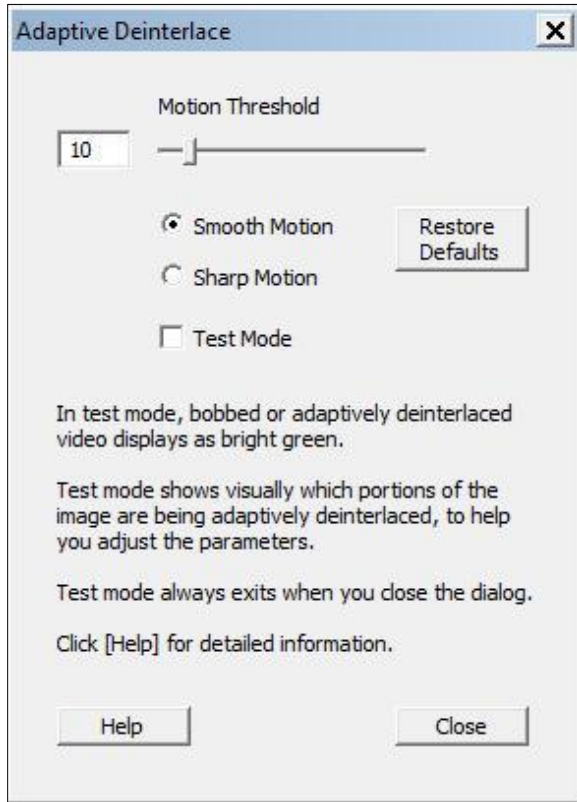 Adaptive Deinterlace
Motion Threshold
10
Smooth Motion
Restore
Defaults
Sharp Motion
Test Mode
In test mode, bobbed or adaptively deinterlaced
video displays as bright green.
Test mode shows visually which portions of the
image are being adaptively deinterlaced, to help
you adjust the parameters.
Test mode always exits when you close the dialog.
Click [Help] for detailed information.
Help
Close